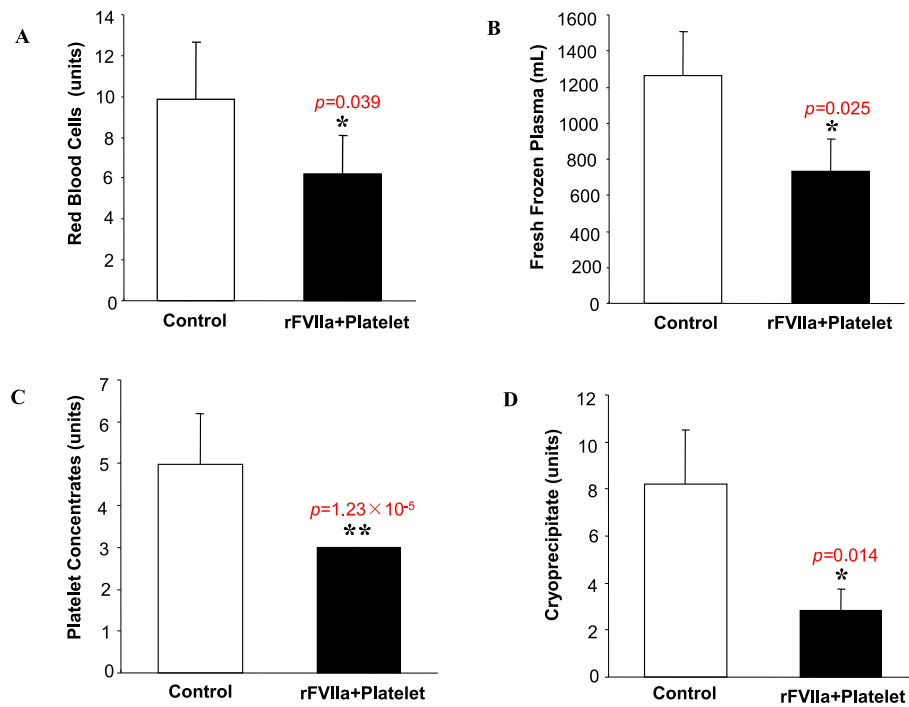 A
Red Blood Cells (units)
14
12
10
8
6
4
2
0
p=0.039
*
Control
rFVIIa+Platelet
B
Fresh Frozen Plasma (mL)
1600
1400
1200
1000
800
600
400
200
0
p=0.025
*
Control
rFVIIa+Platelet
C
Platelet Concentrates (units)
7
6
5
4
3
2
1
0
p=1.23×10⁻⁵
**
Control
rFVIIa+Platelet
D
Cryoprecipitate (units)
12
10
8
6
4
2
0
p=0.014
*
Control
rFVIIa+Platelet